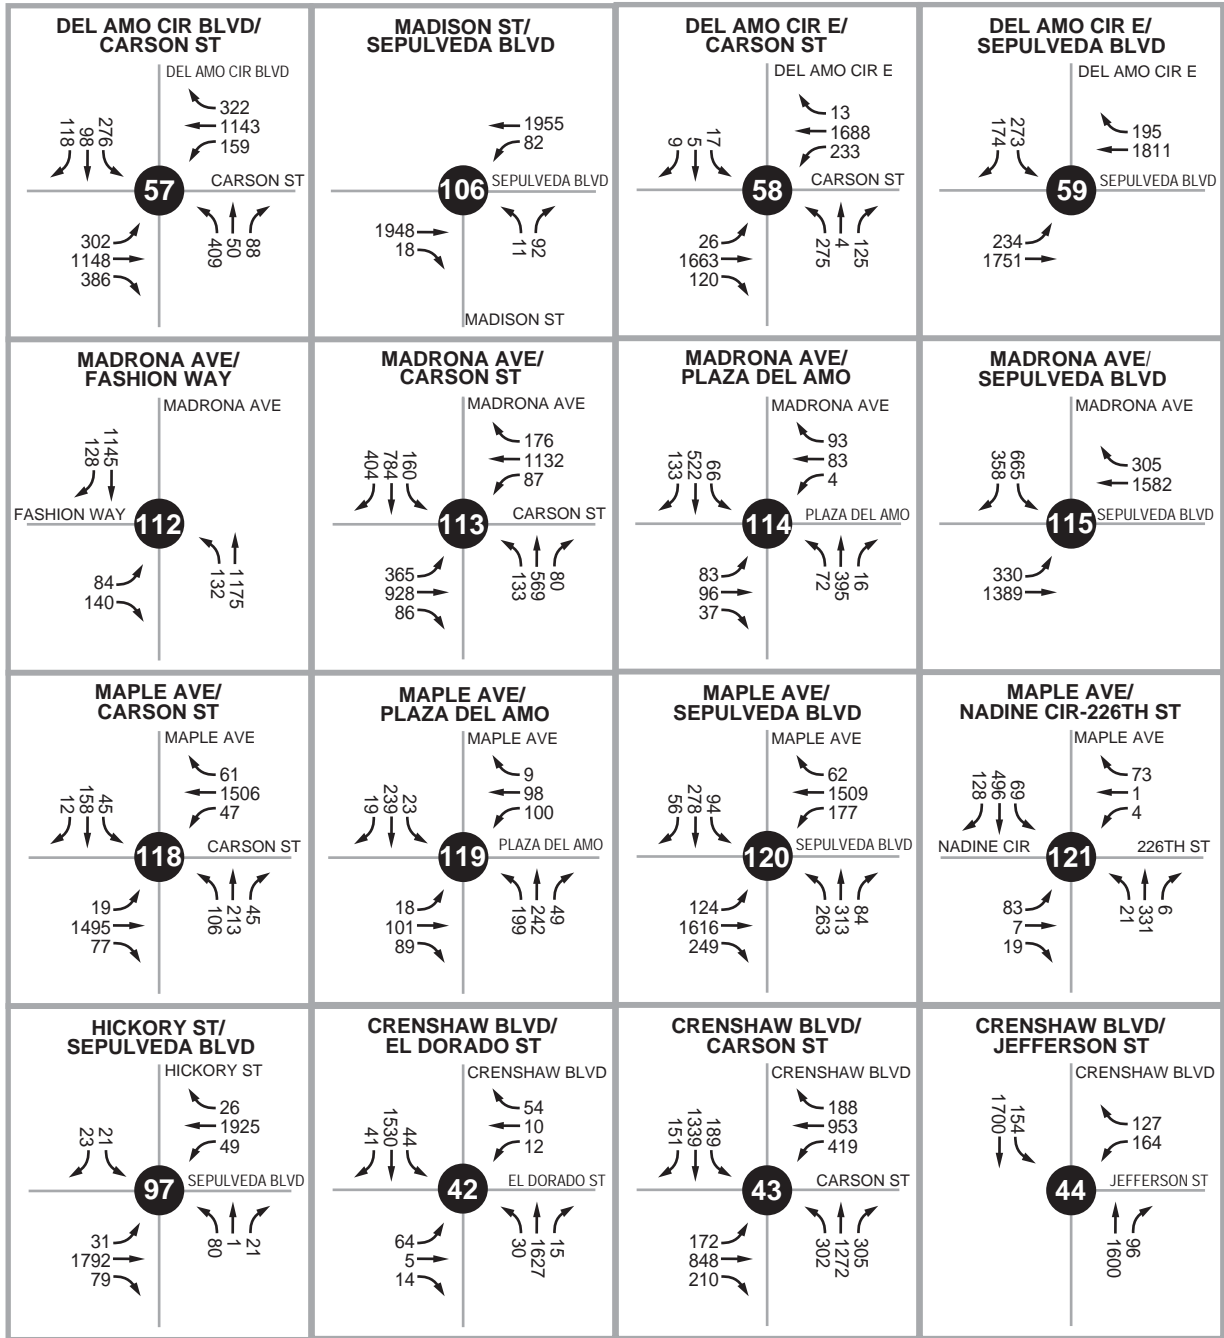 DEL AMO CIR BLVD/
CARSON ST
DEL AMO CIR BLVD
322
1143
159
118
98
276
57
CARSON ST
302
1148
386
409
50
88
MADISON ST/
SEPULVEDA BLVD
1955
82
106
SEPULVEDA BLVD
1948
18
11
92
MADISON ST
DEL AMO CIR E/
CARSON ST
DEL AMO CIR E
13
1688
233
9
5
17
58
CARSON ST
26
1663
120
275
4
125
DEL AMO CIR E/
SEPULVEDA BLVD
DEL AMO CIR E
195
1811
174
273
59
SEPULVEDA BLVD
234
1751
MADRONA AVE/
FASHION WAY
MADRONA AVE
128
1145
FASHION WAY
112
84
140
132
1175
MADRONA AVE/
CARSON ST
MADRONA AVE
176
1132
87
404
784
160
113
CARSON ST
365
928
86
133
569
80
MADRONA AVE/
PLAZA DEL AMO
MADRONA AVE
93
83
4
133
522
66
114
PLAZA DEL AMO
83
96
37
72
395
16
MADRONA AVE/
SEPULVEDA BLVD
MADRONA AVE
305
1582
358
665
115
SEPULVEDA BLVD
330
1389
MAPLE AVE/
CARSON ST
MAPLE AVE
61
1506
47
12
158
45
118
CARSON ST
19
1495
77
106
213
45
MAPLE AVE/
PLAZA DEL AMO
MAPLE AVE
9
98
100
19
239
23
119
PLAZA DEL AMO
18
101
89
199
242
49
MAPLE AVE/
SEPULVEDA BLVD
MAPLE AVE
62
1509
177
56
278
94
120
SEPULVEDA BLVD
124
1616
249
263
313
84
MAPLE AVE/
NADINE CIR-226TH ST
MAPLE AVE
73
1
4
128
496
69
NADINE CIR
121
226TH ST
83
7
19
21
331
6
HICKORY ST/
SEPULVEDA BLVD
HICKORY ST
26
1925
49
23
21
97
SEPULVEDA BLVD
31
1792
79
80
1
21
CRENSHAW BLVD/
EL DORADO ST
CRENSHAW BLVD
54
10
12
41
1530
44
42
EL DORADO ST
64
5
14
30
1627
15
CRENSHAW BLVD/
CARSON ST
CRENSHAW BLVD
188
953
419
151
1339
189
43
CARSON ST
172
848
210
302
1272
305
CRENSHAW BLVD/
JEFFERSON ST
CRENSHAW BLVD
127
164
1700
154
44
JEFFERSON ST
1600
96